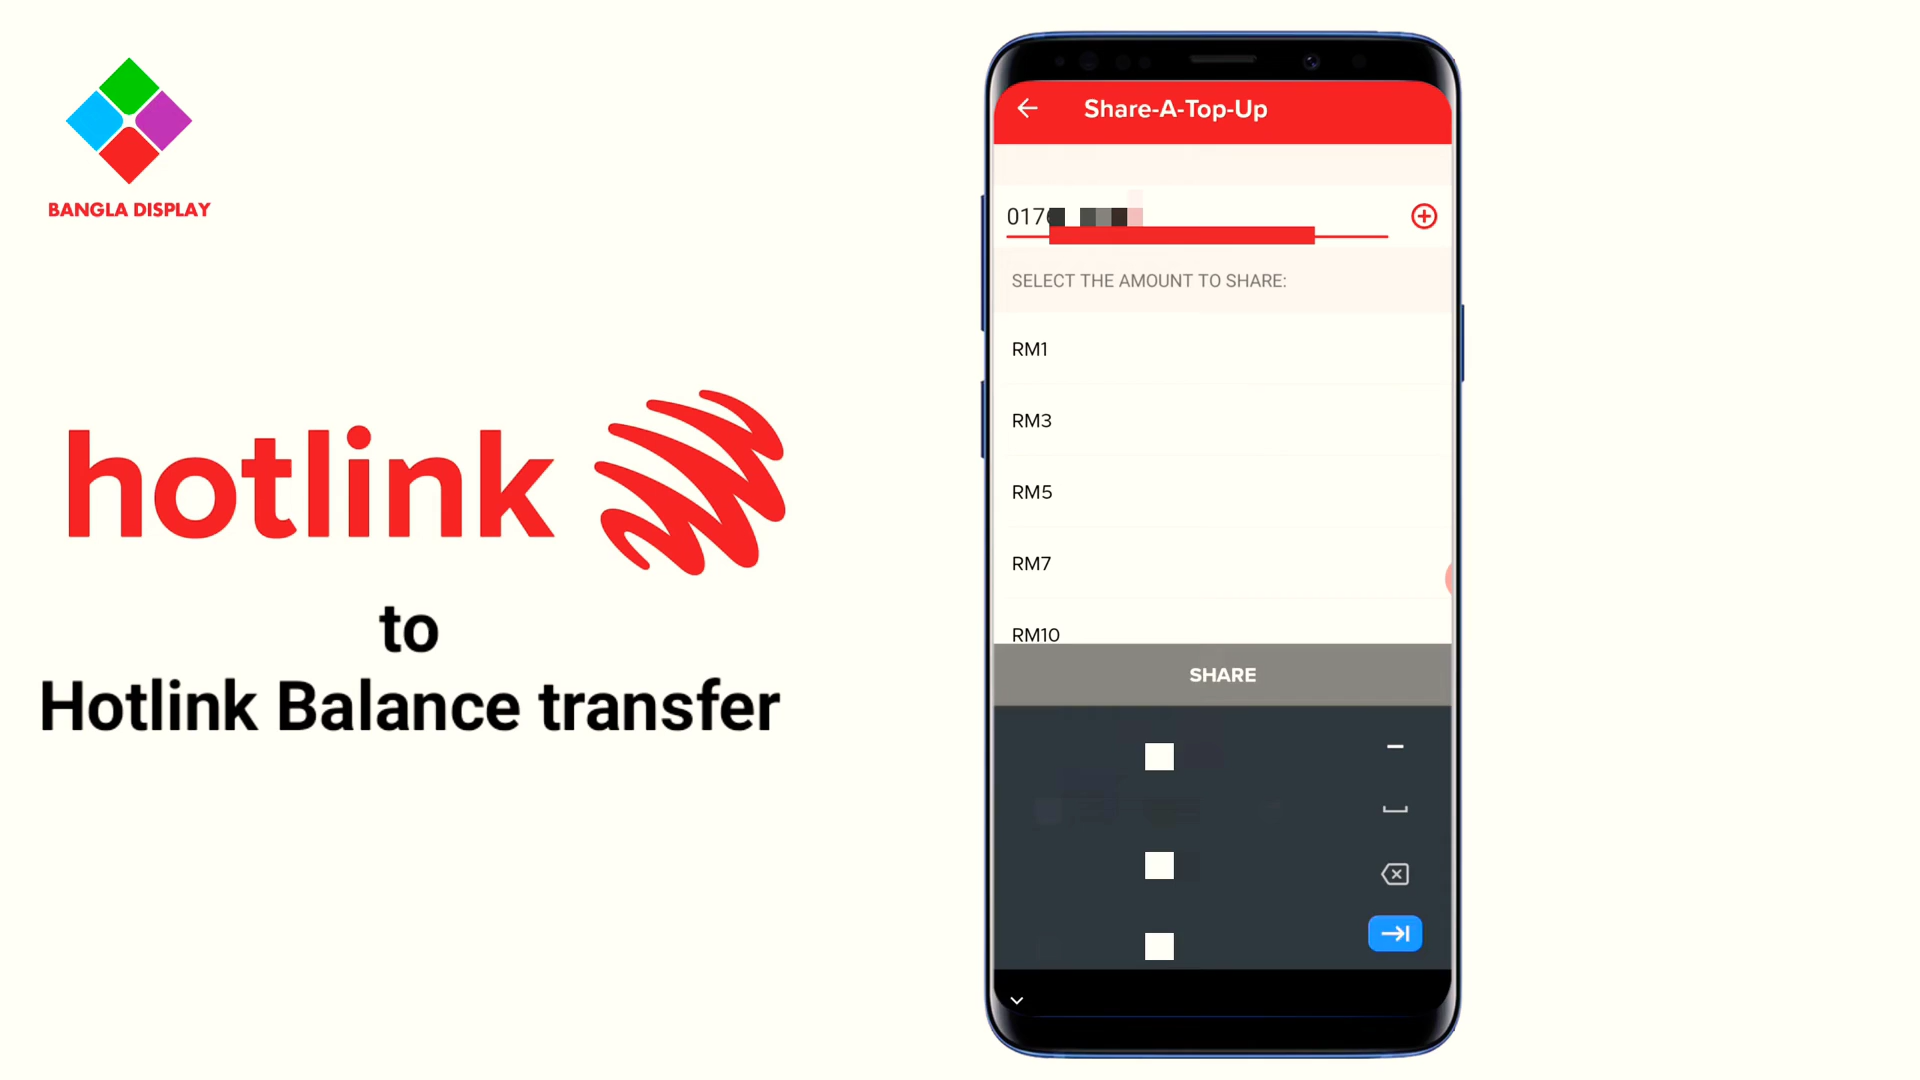 BANGLA DISPLAY
hotlink
to
Hotlink Balance transfer
Share-A-Top-Up
017
SELECT THE AMOUNT TO SHARE:
RM1
RM3
RM5
RM7
RM10
SHARE